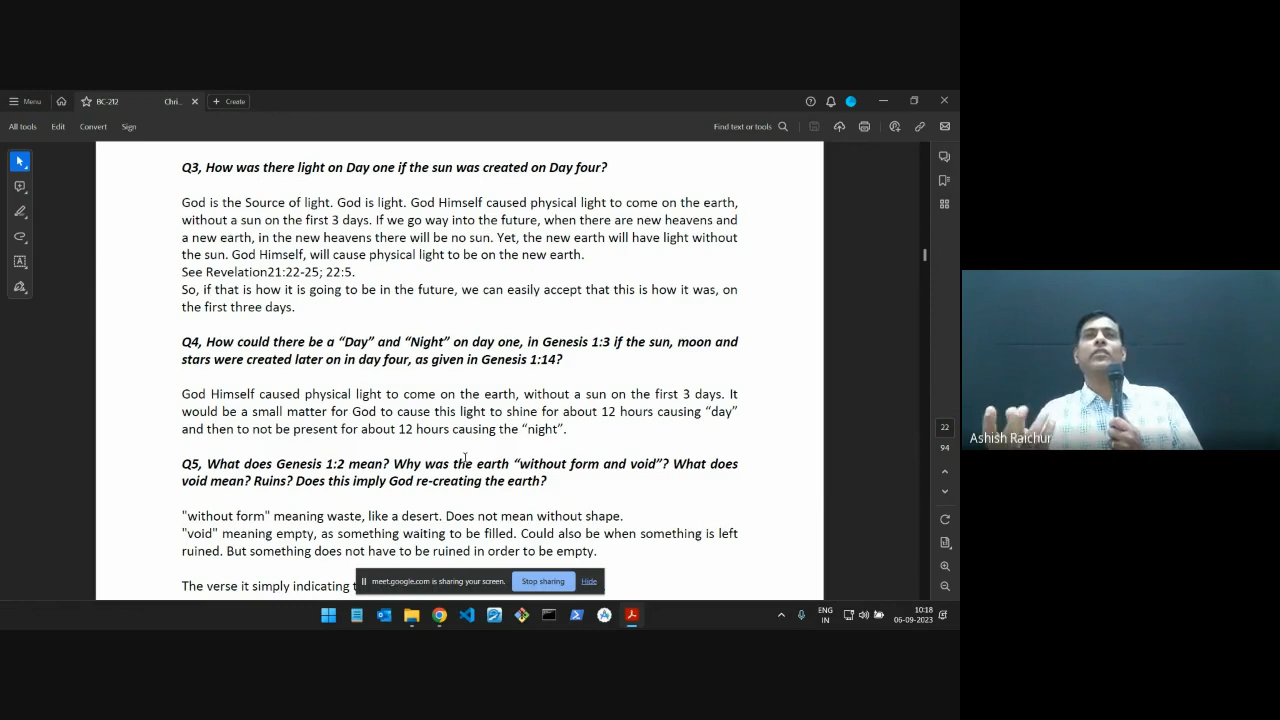 Menu
BC-212
Chri...
Create
All tools
Edit
Convert
Sign
Find text or tools
Q3, How was there light on Day one if the sun was created on Day four?
God is the Source of light. God is light. God Himself caused physical light to come on the earth,
without a sun on the first 3 days. If we go way into the future, when there are new heavens and
a new earth, in the new heavens there will be no sun. Yet, the new earth will have light without
the sun. God Himself, will cause physical light to be on the new earth.
See Revelation21:22-25; 22:5.
So, if that is how it is going to be in the future, we can easily accept that this is how it was, on
the first three days.
Q4, How could there be a “Day” and “Night” on day one, in Genesis 1:3 if the sun, moon and
stars were created later on in day four, as given in Genesis 1:14?
God Himself caused physical light to come on the earth, without a sun on the first 3 days. It
would be a small matter for God to cause this light to shine for about 12 hours causing “day”
and then to not be present for about 12 hours causing the “night”.
Q5, What does Genesis 1:2 mean? Why was the earth “without form and void”? What does
void mean? Ruins? Does this imply God re-creating the earth?
"without form" meaning waste, like a desert. Does not mean without shape.
"void" meaning empty, as something waiting to be filled. Could also be when something is left
ruined. But something does not have to be ruined in order to be empty.
The verse it simply indicating
meet.google.com is sharing your screen.
Stop sharing
Hide
22
94
Ashish Raichur
ENG
IN
10:18
06-09-2023